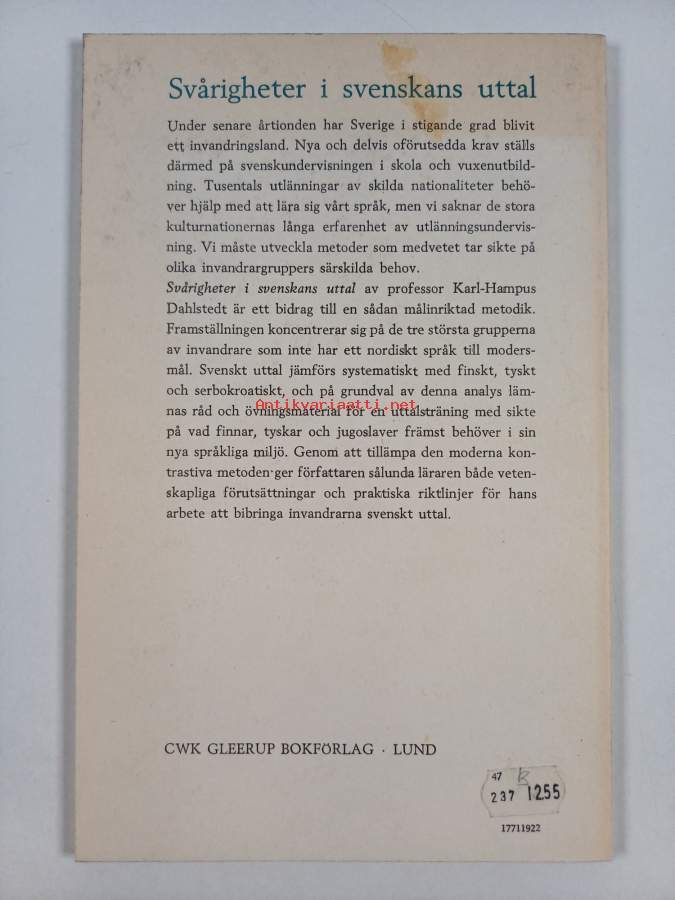 Svårigheter i svenskans uttal
Under senare årtionden har Sverige i stigande grad blivit
ett invandringsland. Nya och delvis oförutsedda krav ställs
därmed på svenskundervisningen i skola och vuxenutbild-
ning. Tusentals utlänningar av skilda nationaliteter behö-
ver hjälp med att lära sig vårt språk, men vi saknar de stora
kulturnationernas långa erfarenhet av utlänningsundervis-
ning. Vi måste utveckla metoder som medvetet tar sikte på
olika invandrargruppers särskilda behov.
Svårigheter i svenskans uttal av professor Karl-Hampus
Dahlstedt är ett bidrag till en sådan målinriktad metodik.
Framställningen koncentrerar sig på de tre största grupperna
av invandrare som inte har ett nordiskt språk till moders-
mål. Svenskt uttal jämförs systematiskt med finskt, tyskt
och serbokroatiskt, och på grundval av denna analys läm-
nas råd och övningsmaterial för en uttalsträning med sikte
Antikvariaatti.net
på vad finnar, tyskar och jugoslaver främst behöver i sin
nya språkliga miljö. Genom att tillämpa den moderna kon-
trastiva metoden ger författaren sålunda läraren både veten-
skapliga förutsättningar och praktiska riktlinjer för hans
arbete att bibringa invandrarna svenskt uttal.
CWK GLEERUP BOKFÖRLAG · LUND
47
237 1255
17711922